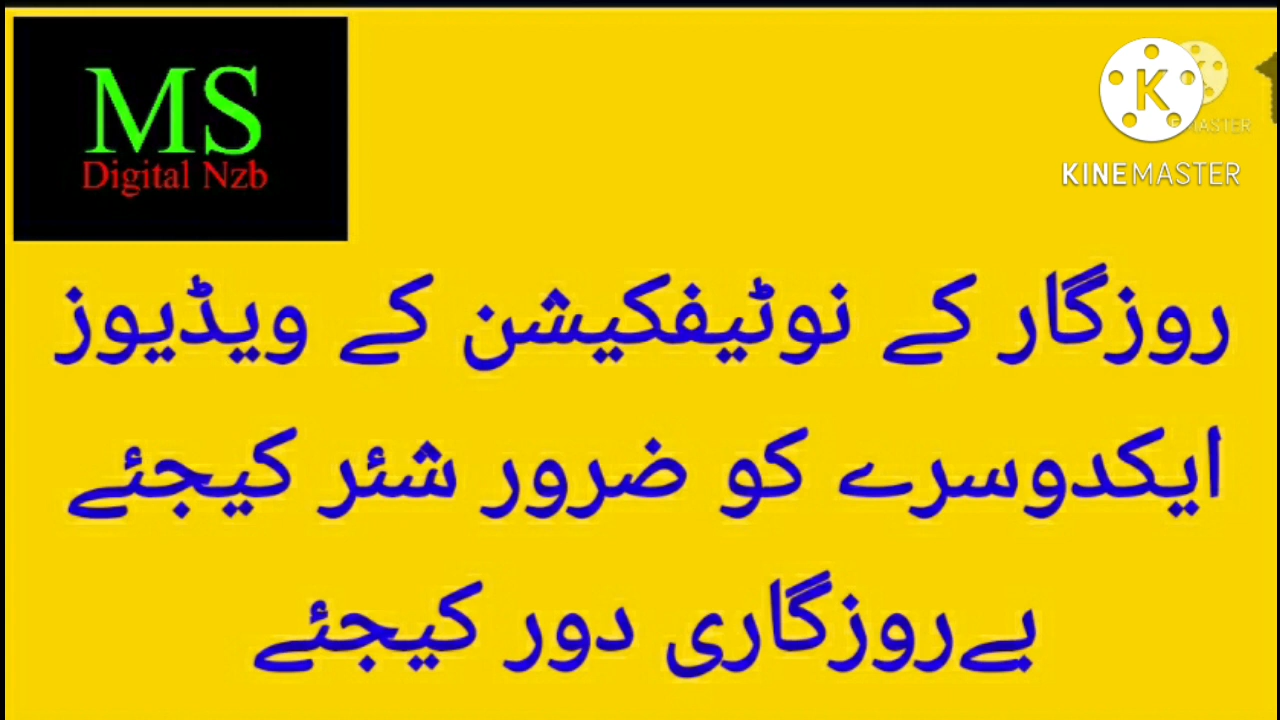 MS
Digital Nzb
KINEMASTER
روزگار کے نوٹیفکیشن کے ویڈیوز
ایکدوسرے کو ضرور شئر کیجئے
بےروزگاری دور کیجئے